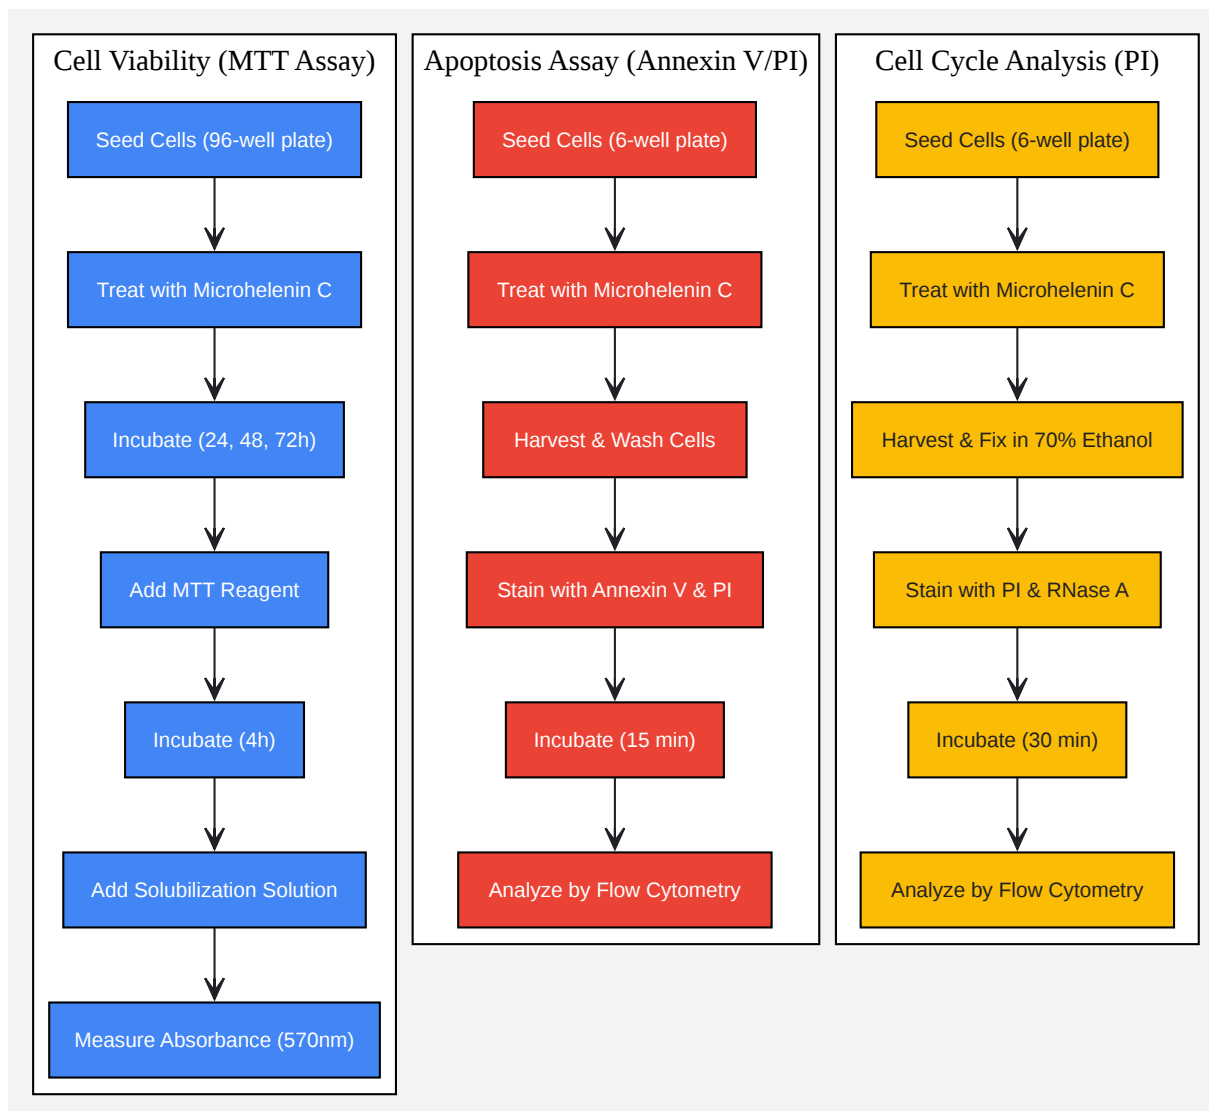 Cell Viability (MTT Assay)
Seed Cells (96-well plate)
Treat with Microhelenin C
Incubate (24, 48, 72h)
Add MTT Reagent
Incubate (4h)
Add Solubilization Solution
Measure Absorbance (570nm)
Apoptosis Assay (Annexin V/PI)
Seed Cells (6-well plate)
Treat with Microhelenin C
Harvest & Wash Cells
Stain with Annexin V & PI
Incubate (15 min)
Analyze by Flow Cytometry
Cell Cycle Analysis (PI)
Seed Cells (6-well plate)
Treat with Microhelenin C
Harvest & Fix in 70% Ethanol
Stain with PI & RNase A
Incubate (30 min)
Analyze by Flow Cytometry